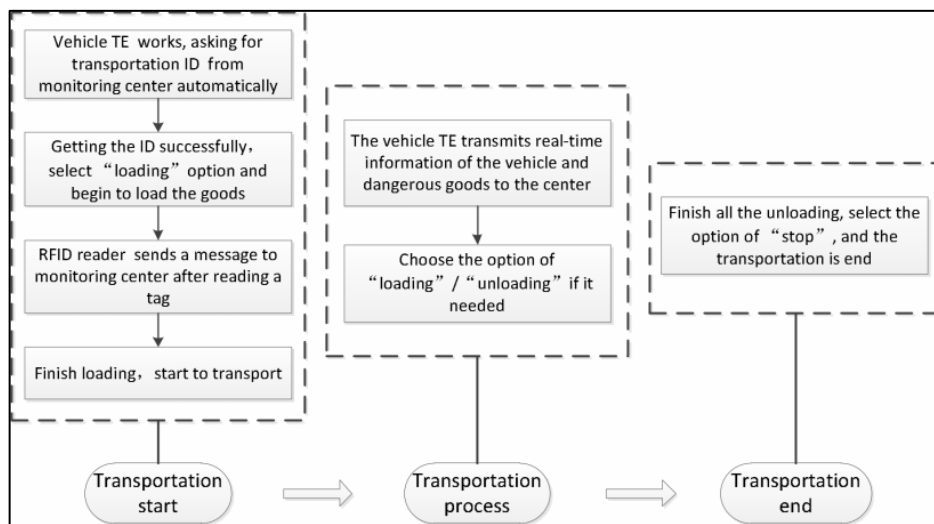 Vehicle TE works, asking for
transportation ID from
monitoring center automatically
Getting the ID successfully,
select “loading” option and
begin to load the goods
RFID reader sends a message to
monitoring center after reading a
tag
Finish loading, start to transport
Transportation
start
The vehicle TE transmits real-time
information of the vehicle and
dangerous goods to the center
Choose the option of
“loading” / “unloading” if it
needed
Transportation
process
Finish all the unloading, select the
option of “stop” , and the
transportation is end
Transportation
end